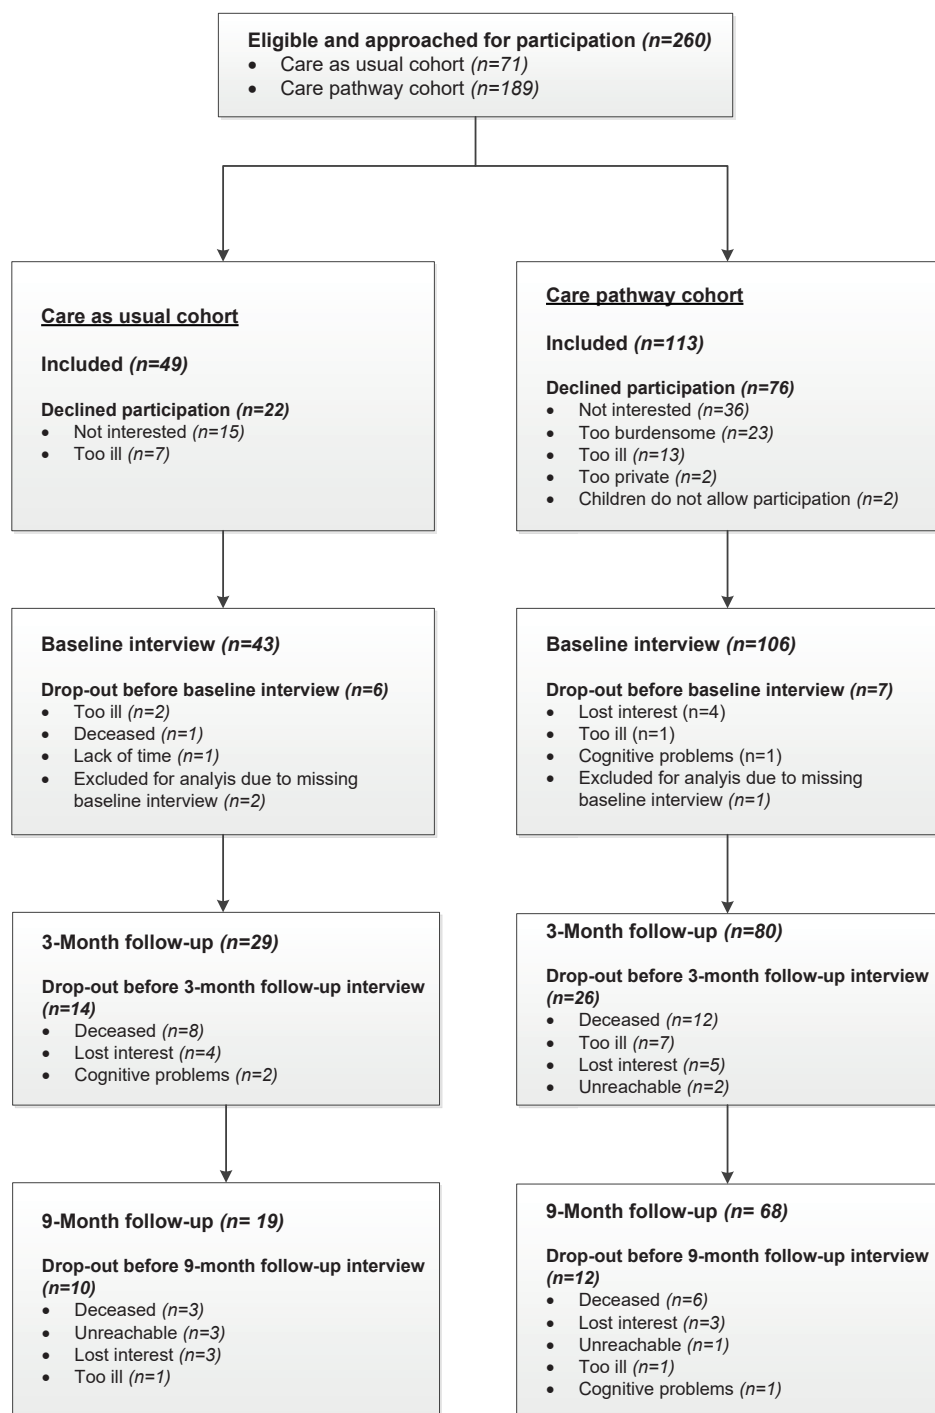 Eligible and approached for participation (n=260)
• Care as usual cohort (n=71)
• Care pathway cohort (n=189)
Care as usual cohort
Included (n=49)
Declined participation (n=22)
• Not interested (n=15)
• Too ill (n=7)
Care pathway cohort
Included (n=113)
Declined participation (n=76)
• Not interested (n=36)
• Too burdensome (n=23)
• Too ill (n=13)
• Too private (n=2)
• Children do not allow participation (n=2)
Baseline interview (n=43)
Drop-out before baseline interview (n=6)
• Too ill (n=2)
• Deceased (n=1)
• Lack of time (n=1)
• Excluded for analyis due to missing
baseline interview (n=2)
Baseline interview (n=106)
Drop-out before baseline interview (n=7)
• Lost interest (n=4)
• Too ill (n=1)
• Cognitive problems (n=1)
• Excluded for analyis due to missing
baseline interview (n=1)
3-Month follow-up (n=29)
Drop-out before 3-month follow-up interview
(n=14)
• Deceased (n=8)
• Lost interest (n=4)
• Cognitive problems (n=2)
3-Month follow-up (n=80)
Drop-out before 3-month follow-up interview
(n=26)
• Deceased (n=12)
• Too ill (n=7)
• Lost interest (n=5)
• Unreachable (n=2)
9-Month follow-up (n= 19)
Drop-out before 9-month follow-up interview
(n=10)
• Deceased (n=3)
• Unreachable (n=3)
• Lost interest (n=3)
• Too ill (n=1)
9-Month follow-up (n= 68)
Drop-out before 9-month follow-up interview
(n=12)
• Deceased (n=6)
• Lost interest (n=3)
• Unreachable (n=1)
• Too ill (n=1)
• Cognitive problems (n=1)